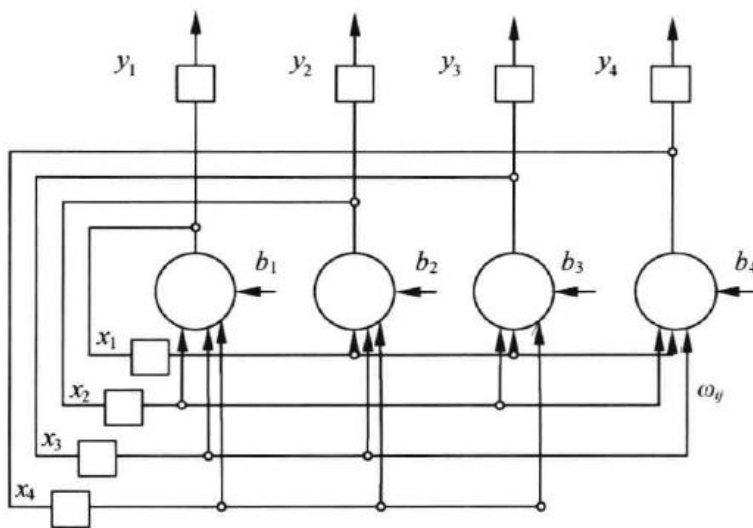 y₁ y₂ y₃ y₄
b₁ b₂ b₃ b₄
x₁
x₂ ωᵢⱼ
x₃
x₄